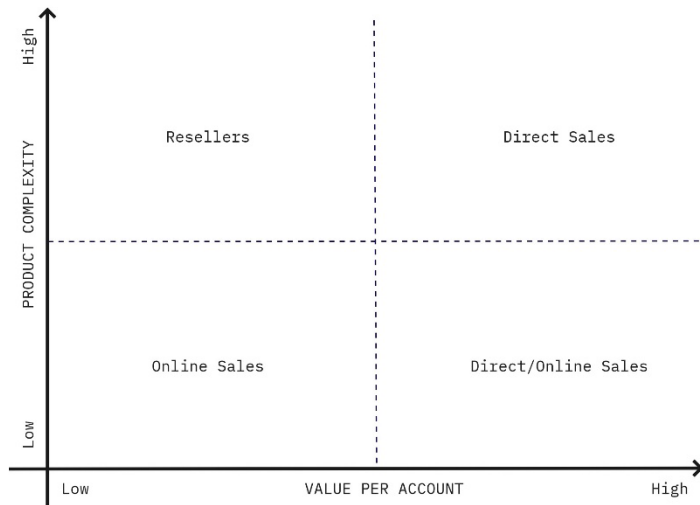 High
Resellers
Direct Sales
PRODUCT COMPLEXITY
Online Sales
Direct/Online Sales
Low
Low
VALUE PER ACCOUNT
High